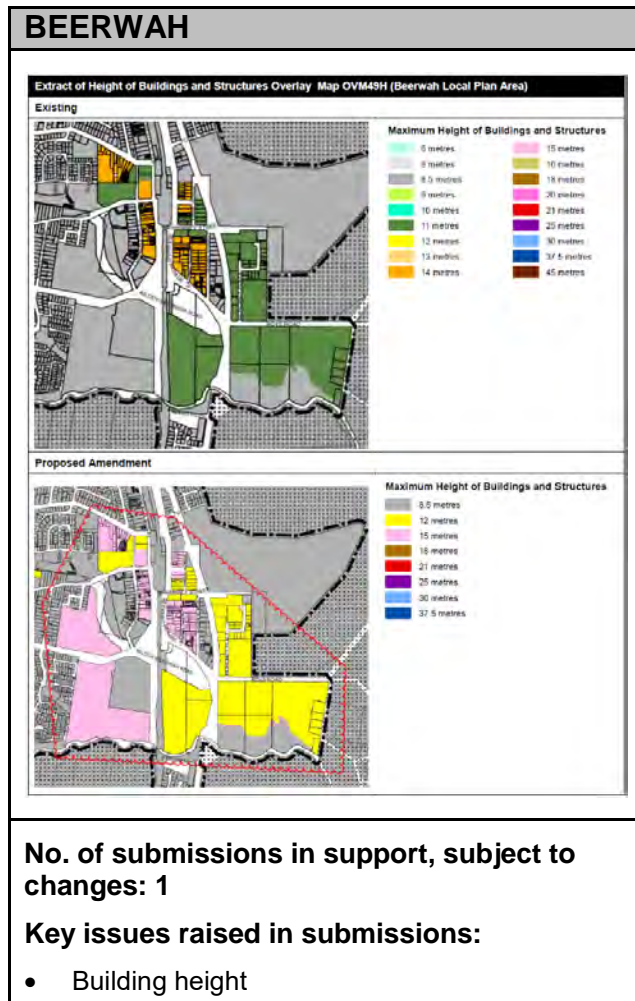 BEERWAH
Extract of Height of Buildings and Structures Overlay Map OVM49H (Beerwah Local Plan Area)
Existing
Maximum Height of Buildings and Structures
6 metres
8 metres
8.5 metres
9 metres
10 metres
11 metres
12 metres
13 metres
14 metres
15 metres
16 metres
18 metres
20 metres
21 metres
25 metres
30 metres
37.5 metres
45 metres
Proposed Amendment
Maximum Height of Buildings and Structures
8.5 metres
12 metres
15 metres
18 metres
21 metres
25 metres
30 metres
37.5 metres
No. of submissions in support, subject to
changes: 1
Key issues raised in submissions:
• Building height